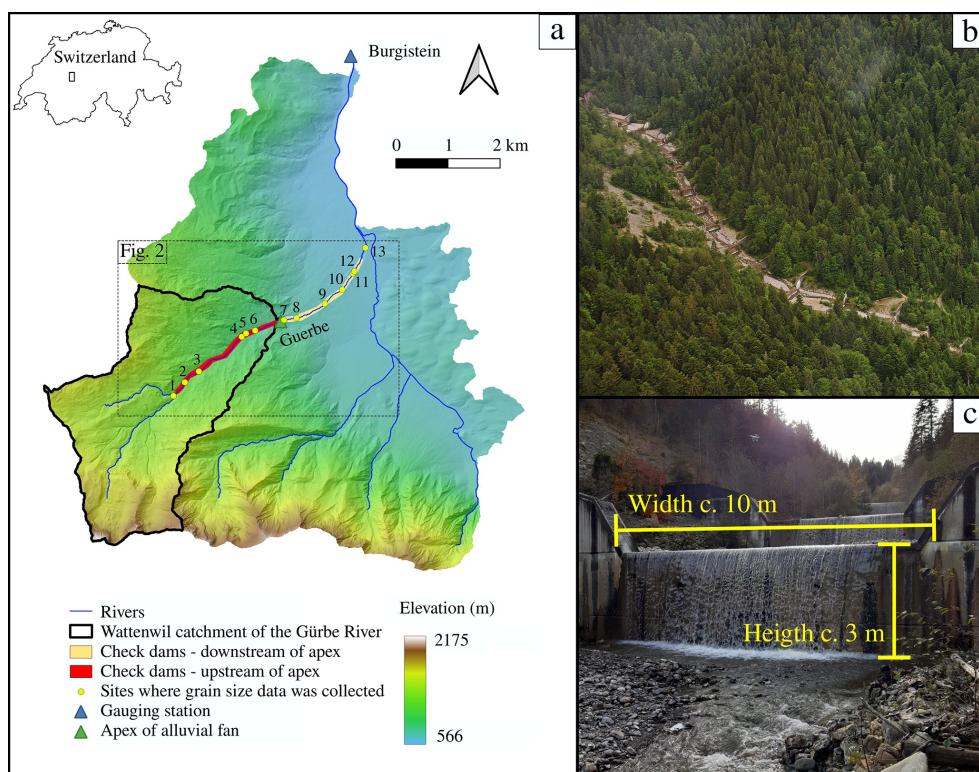 a
Switzerland
Burgistein
0 1 2 km
Fig. 2
13
12
11
10
9
8
7
6
5
4
3
2
1
Guerbe
Rivers
Wattenwil catchment of the Gürbe River
Check dams - downstream of apex
Check dams - upstream of apex
Sites where grain size data was collected
Gauging station
Apex of alluvial fan
Elevation (m)
2175
566
b
c
Width c. 10 m
Heigth c. 3 m